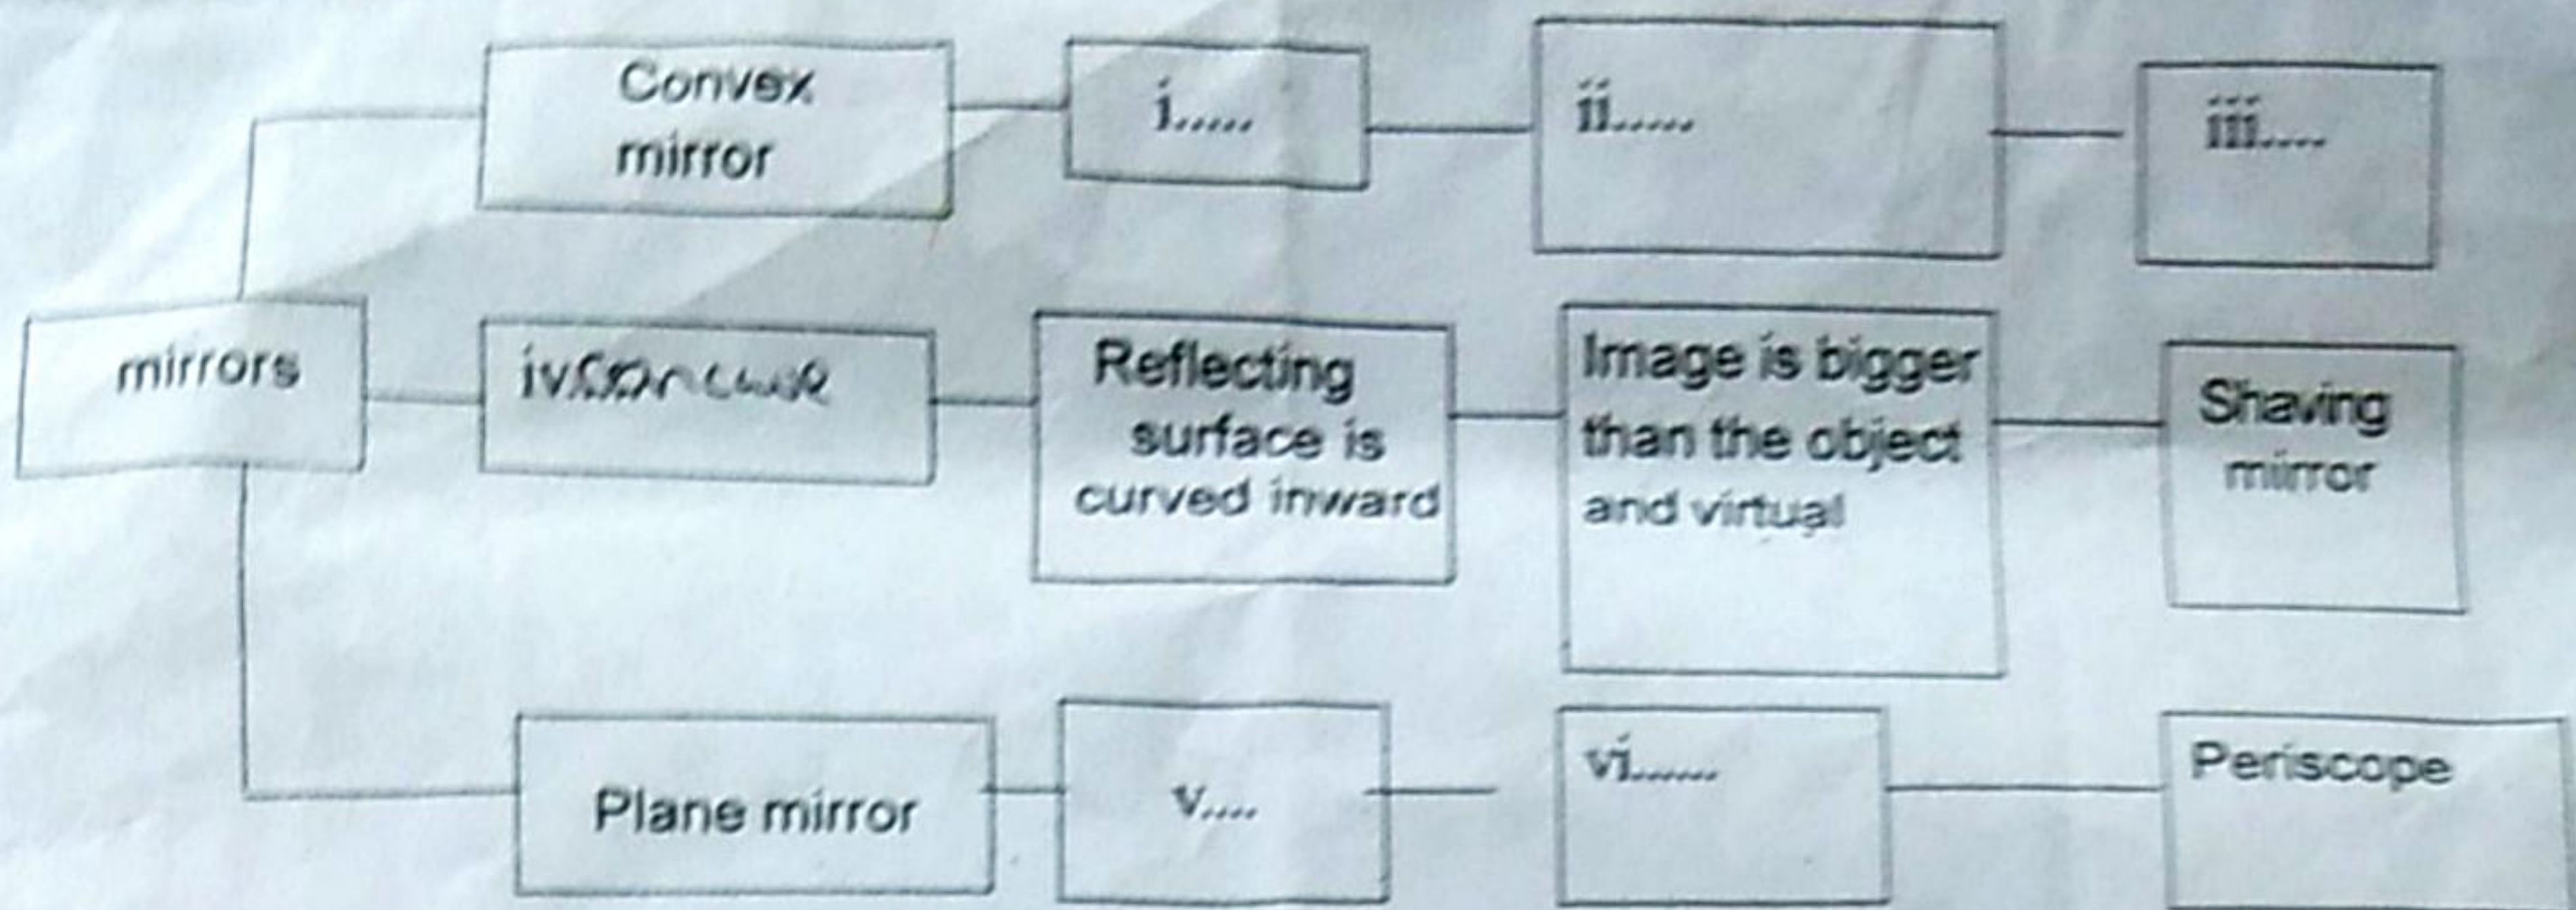 Convex
mirror
i.....
ii.....
iii....
mirrors
iv.Concave
Reflecting
surface is
curved inward
Image is bigger
than the object
and virtual
Shaving
mirror
Plane mirror
v....
vi......
Periscope